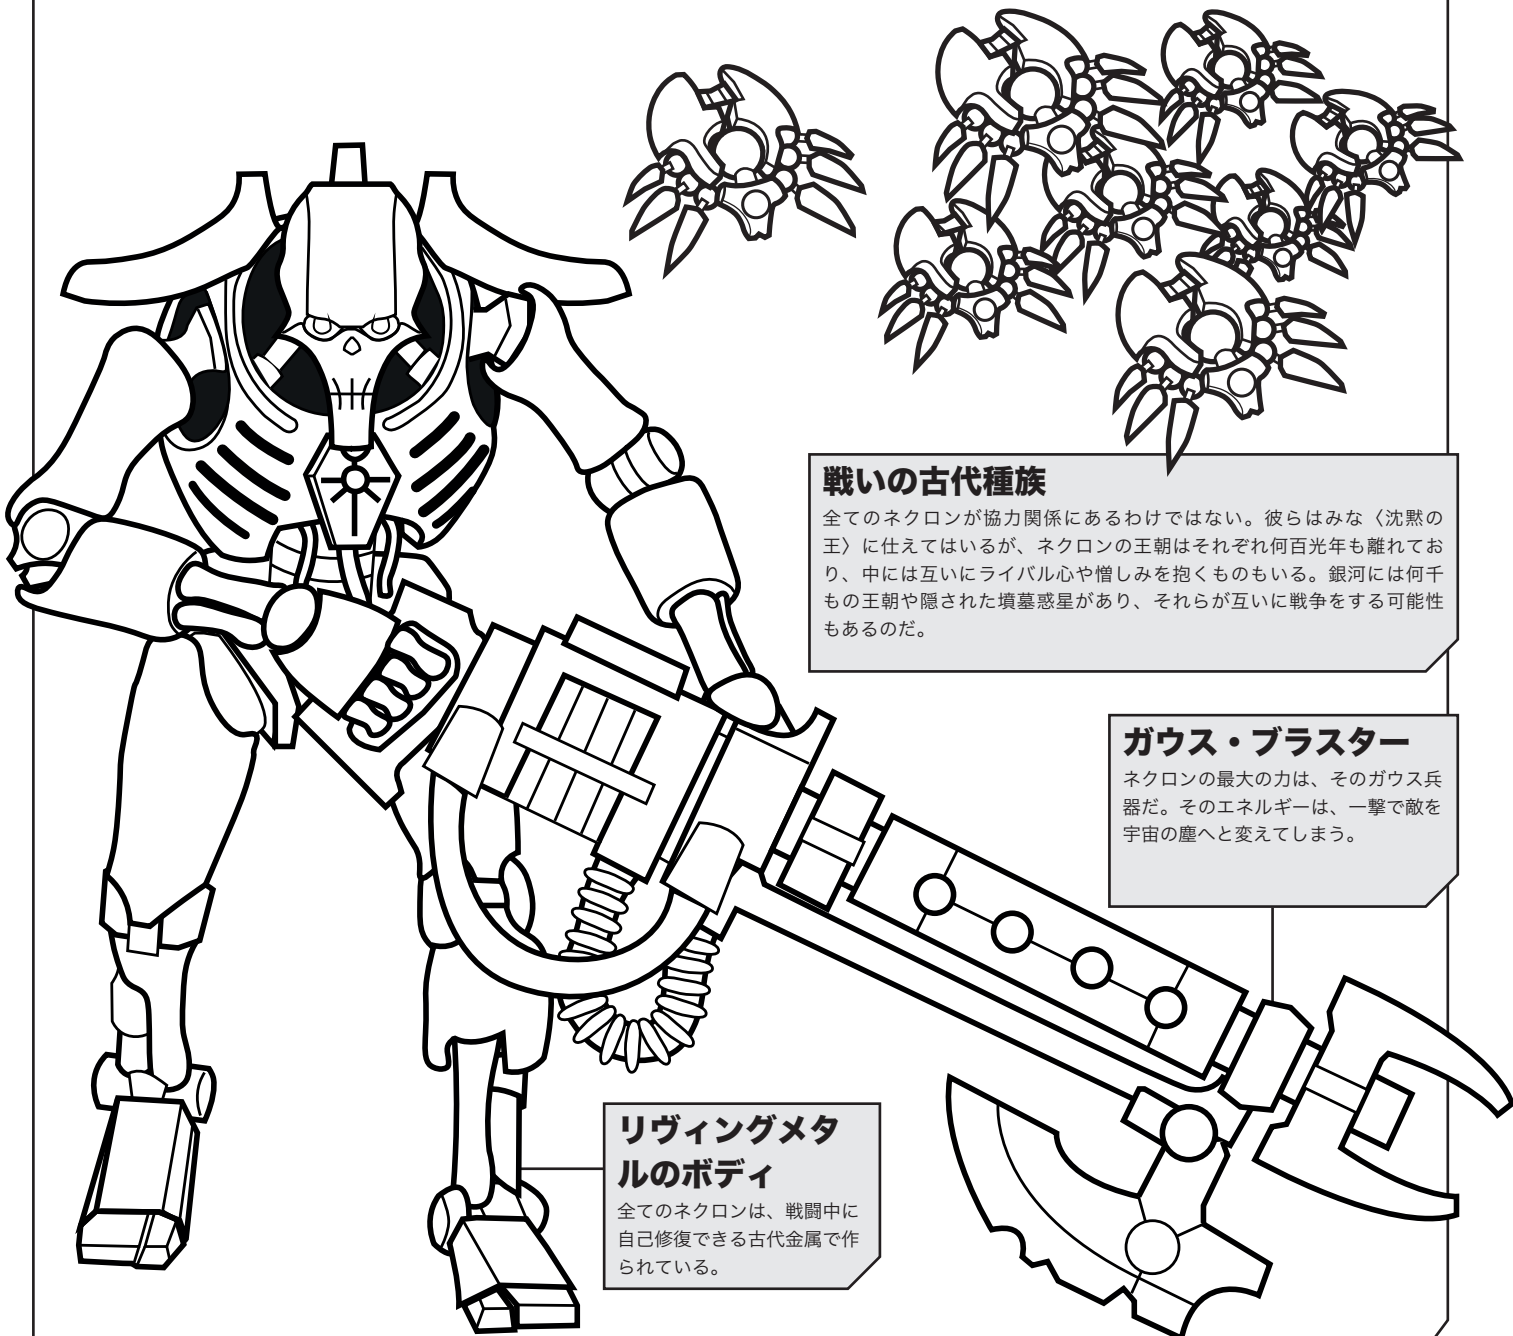 戦いの古代種族
全てのネクロンが協力関係にあるわけではない。彼らはみな〈沈黙の
王〉に仕えてはいるが、ネクロンの王朝はそれぞれ何百光年も離れてお
り、中には互いにライバル心や憎しみを抱くものもいる。銀河には何千
もの王朝や隠された墳墓惑星があり、それらが互いに戦争をする可能性
もあるのだ。
ガウス・ブラスター
ネクロンの最大の力は、そのガウス兵
器だ。そのエネルギーは、一撃で敵を
宇宙の塵へと変えてしまう。
リヴィングメタ
ルのボディ
全てのネクロンは、戦闘中に
自己修復できる古代金属で作
られている。